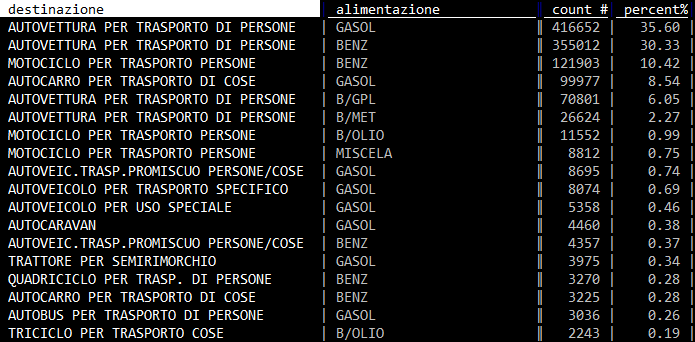 destinazione alimentazione count # percent%
AUTOVETTURA PER TRASPORTO DI PERSONE GASOL 416652 35.60
AUTOVETTURA PER TRASPORTO DI PERSONE BENZ 355012 30.33
MOTOCICLO PER TRASPORTO PERSONE BENZ 121903 10.42
AUTOCARRO PER TRASPORTO DI COSE GASOL 99977 8.54
AUTOVETTURA PER TRASPORTO DI PERSONE B/GPL 70801 6.05
AUTOVETTURA PER TRASPORTO DI PERSONE B/MET 26624 2.27
MOTOCICLO PER TRASPORTO PERSONE B/OLIO 11552 0.99
MOTOCICLO PER TRASPORTO PERSONE MISCELA 8812 0.75
AUTOVEIC.TRASP.PROMISCUO PERSONE/COSE GASOL 8695 0.74
AUTOVEICOLO PER TRASPORTO SPECIFICO GASOL 8074 0.69
AUTOVEICOLO PER USO SPECIALE GASOL 5358 0.46
AUTOCARAVAN GASOL 4460 0.38
AUTOVEIC.TRASP.PROMISCUO PERSONE/COSE BENZ 4357 0.37
TRATTORE PER SEMIRIMORCHIO GASOL 3975 0.34
QUADRICICLO PER TRASP. DI PERSONE BENZ 3270 0.28
AUTOCARRO PER TRASPORTO DI COSE BENZ 3225 0.28
AUTOBUS PER TRASPORTO DI PERSONE GASOL 3036 0.26
TRICICLO PER TRASPORTO COSE B/OLIO 2243 0.19